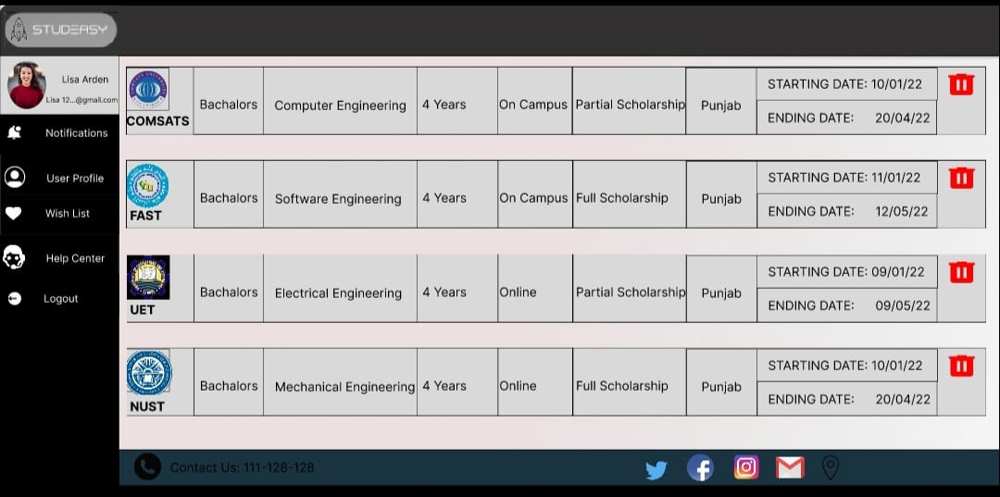 STUDEASY
Lisa Arden
Lisa 12...@gmail.com
Notifications
User Profile
Wish List
Help Center
Logout
COMSATS
Bachalors
Computer Engineering
4 Years
On Campus
Partial Scholarship
Punjab
STARTING DATE: 10/01/22
ENDING DATE: 20/04/22
FAST
Bachalors
Software Engineering
4 Years
On Campus
Full Scholarship
Punjab
STARTING DATE: 11/01/22
ENDING DATE: 12/05/22
UET
Bachalors
Electrical Engineering
4 Years
Online
Partial Scholarship
Punjab
STARTING DATE: 09/01/22
ENDING DATE: 09/05/22
NUST
Bachalors
Mechanical Engineering
4 Years
Online
Full Scholarship
Punjab
STARTING DATE: 10/01/22
ENDING DATE: 20/04/22
Contact Us: 111-128-128